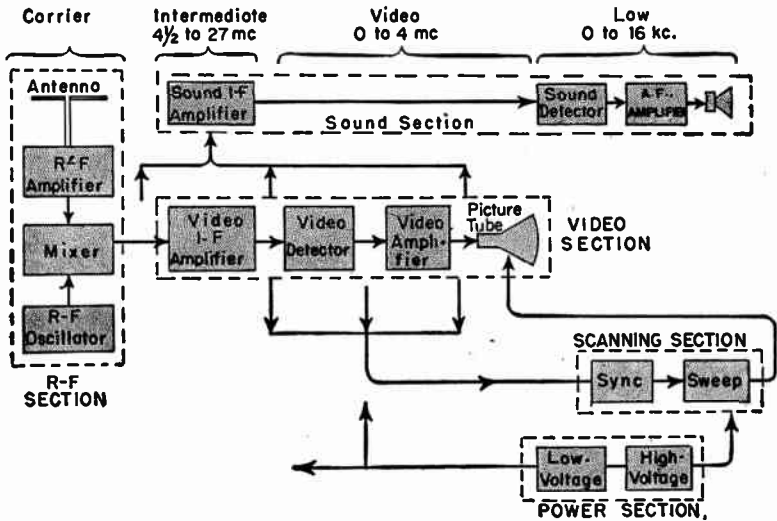 Carrier
Intermediate
4½ to 27 mc
Video
0 to 4 mc
Low
0 to 16 kc.
Antenno
R-F
Amplifier
Mixer
R-F
Oscillator
R-F
SECTION
Sound I-F
Amplifier
Sound
Detector
A-F-
AMPLIFIER
Sound Section
Video
I-F
Amplifier
Video
Detector
Video
Ampli-
fier
Picture
Tube
VIDEO
SECTION
SCANNING SECTION
Sync
Sweep
Low-
Voltage
High-
Voltage
POWER SECTION,